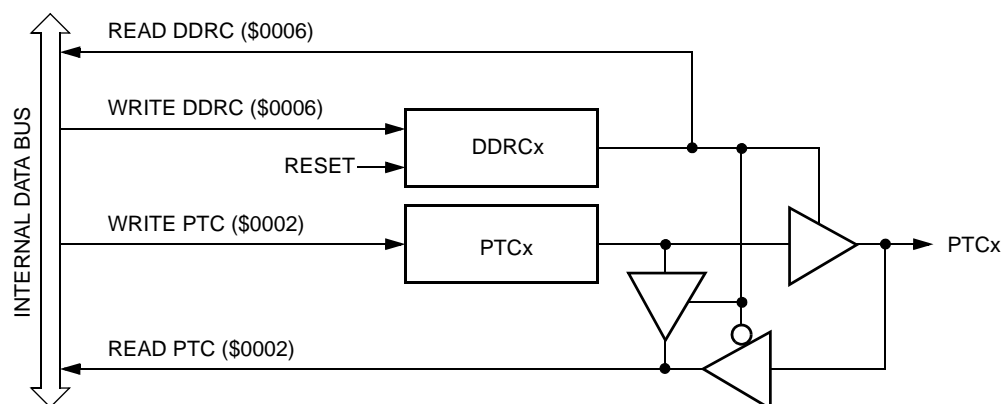 READ DDRC ($0006)
WRITE DDRC ($0006)
DDRCx
RESET
WRITE PTC ($0002)
PTCx
PTCx
READ PTC ($0002)
INTERNAL DATA BUS